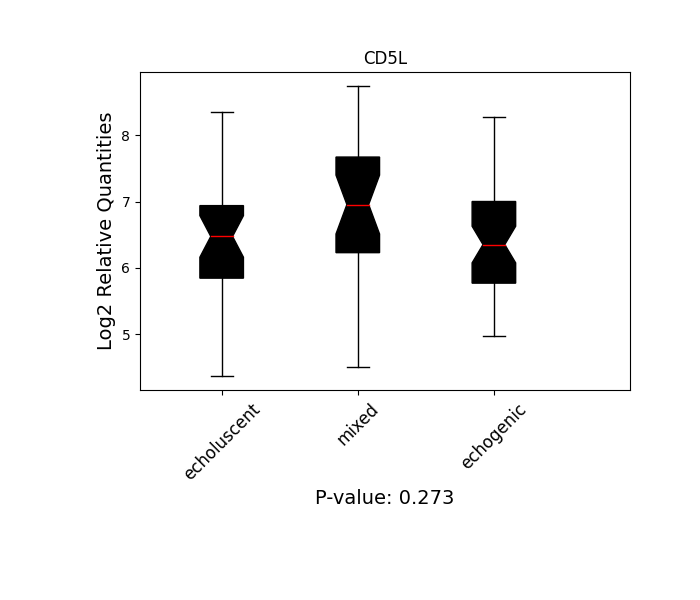 CD5L
Log2 Relative Quantities
8
7
6
5
echoluscent
mixed
echogenic
P-value: 0.273